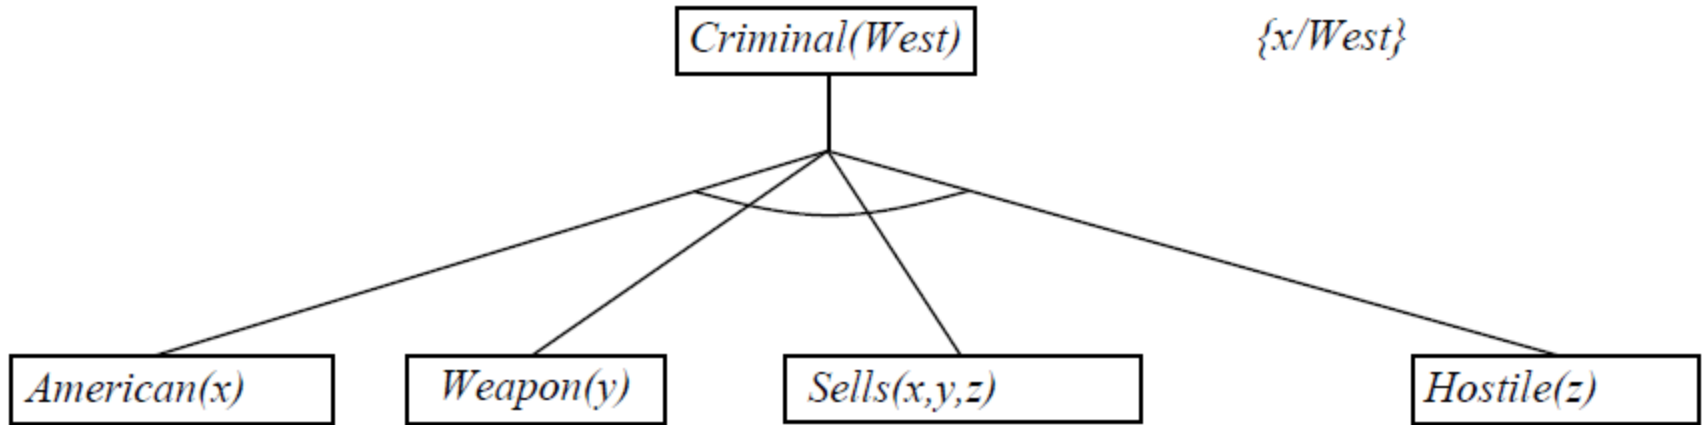 Criminal(West) {x/West}
American(x) Weapon(y) Sells(x,y,z) Hostile(z)